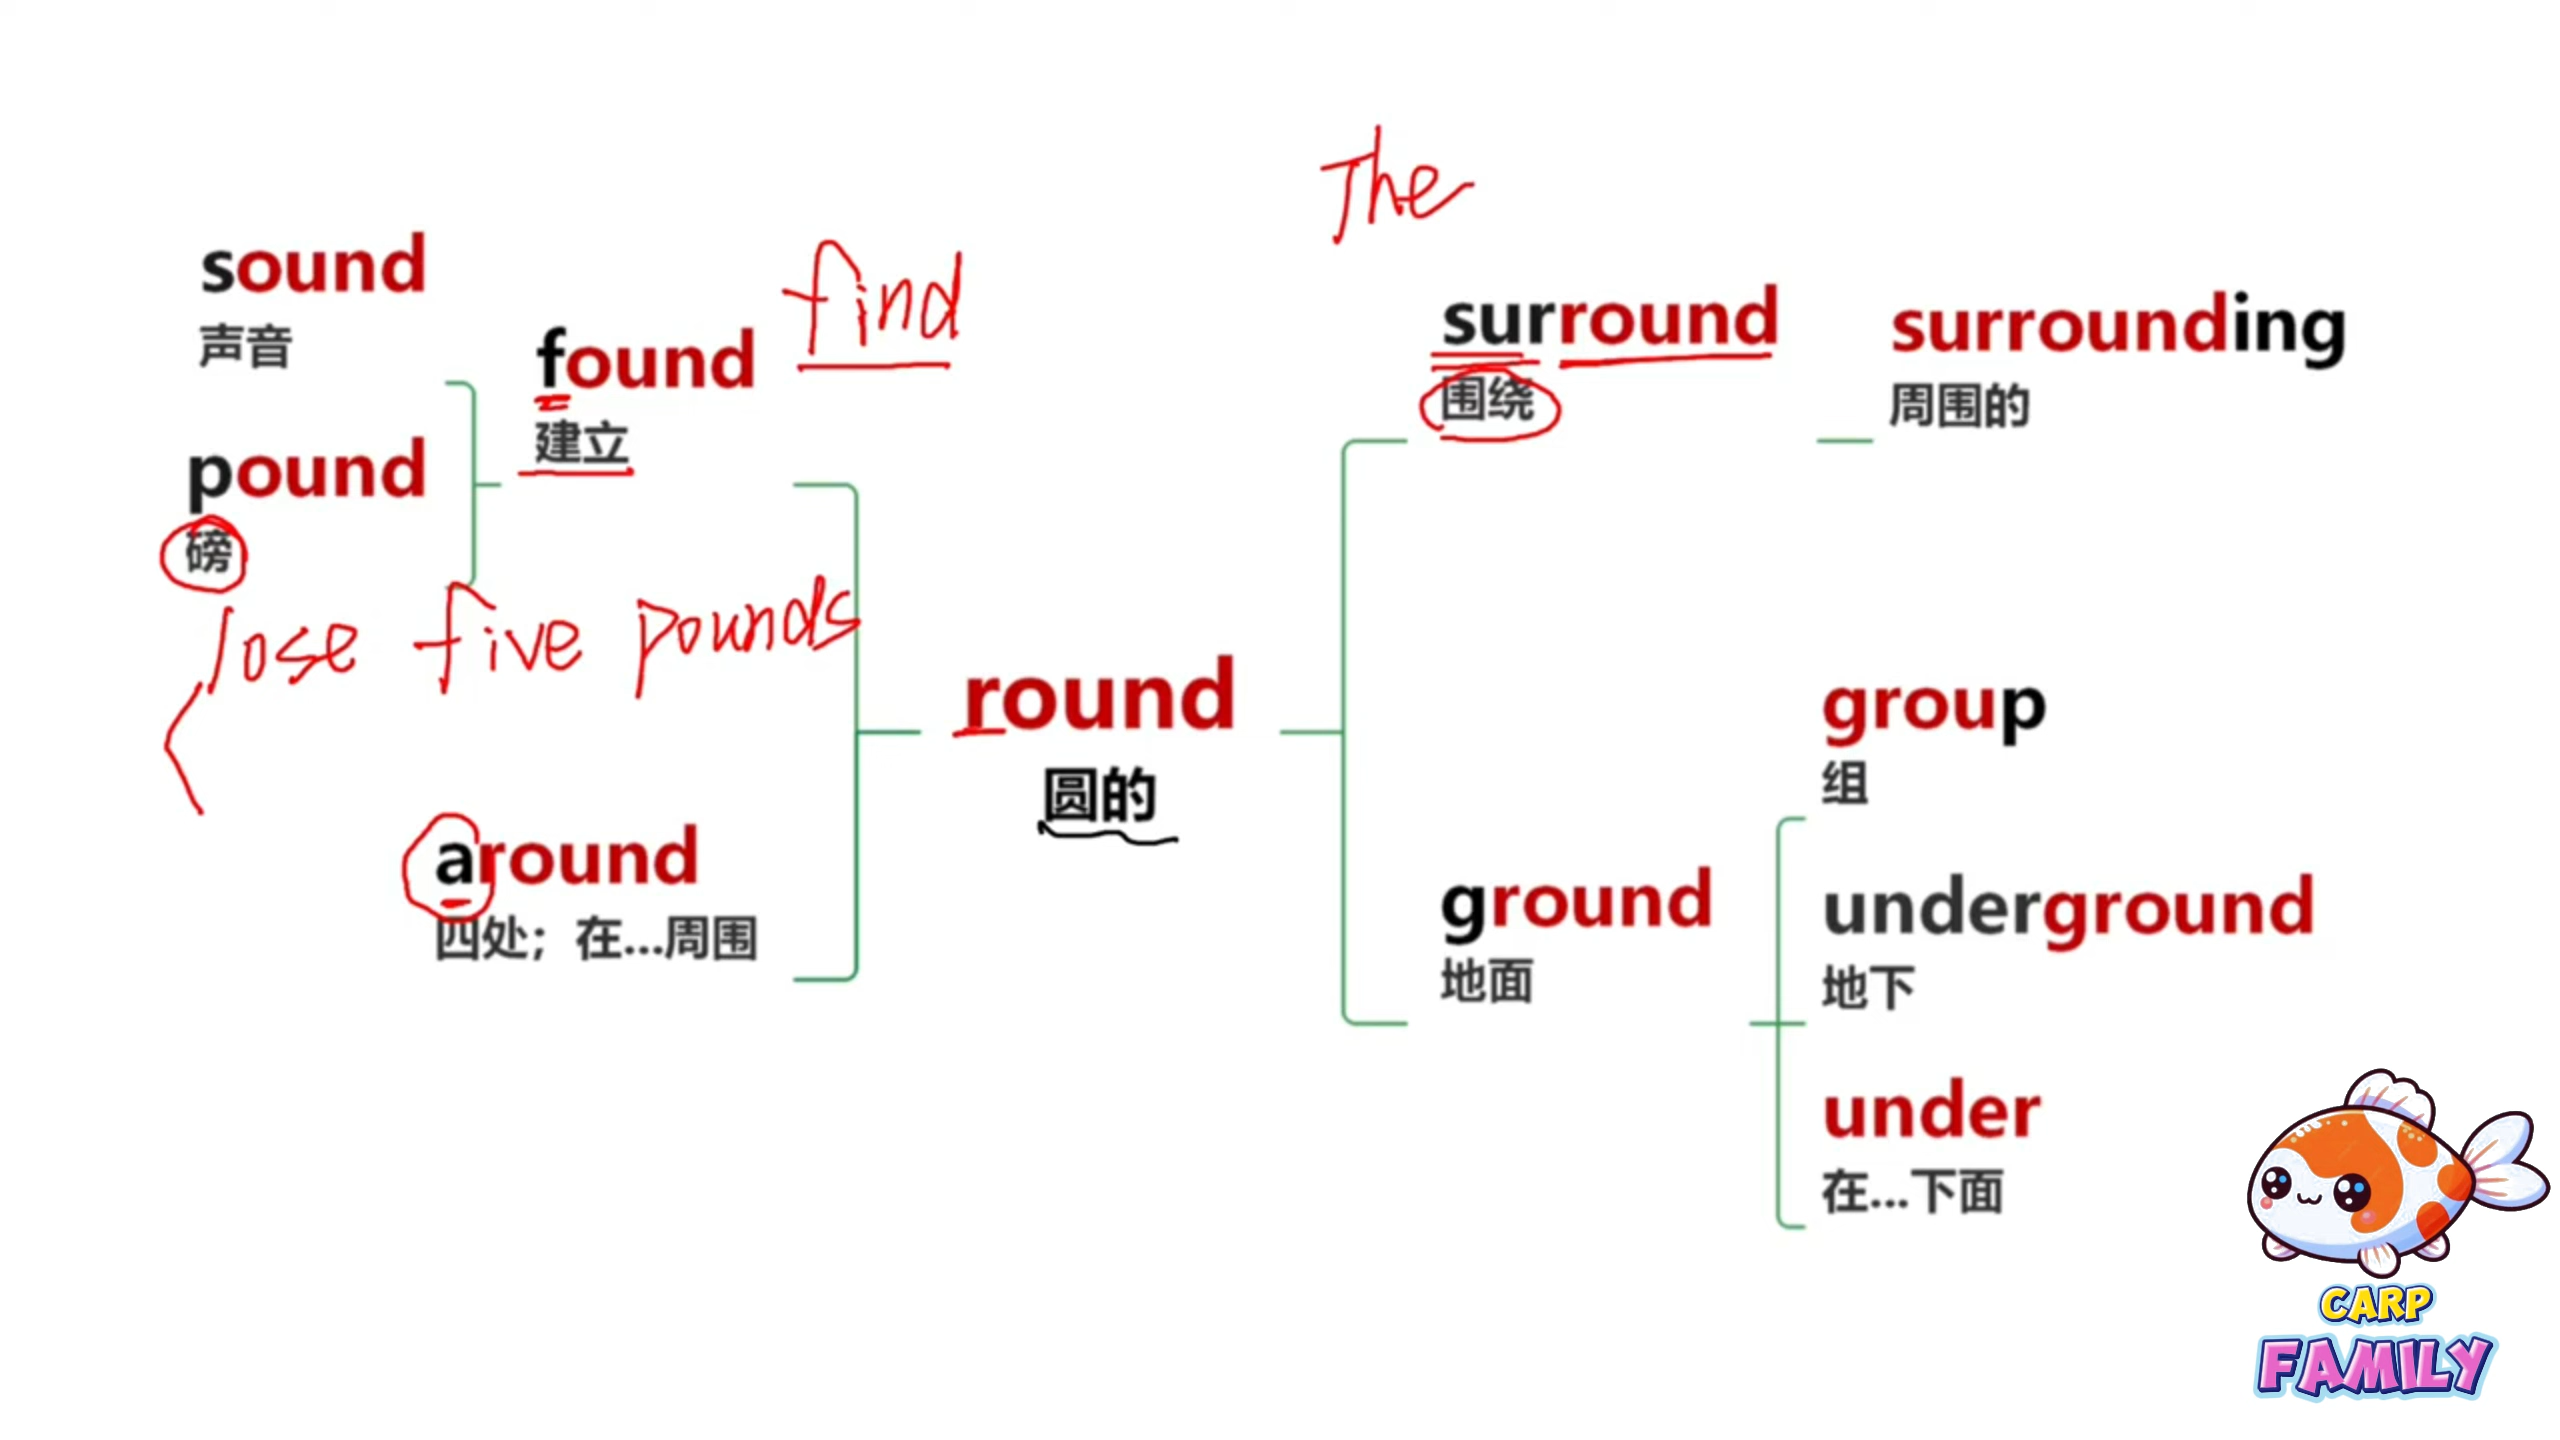 The
sound
声音
find
found
建立
pound
磅
lose five pounds
around
四处；在...周围
round
圆的
surround
围绕
surrounding
周围的
group
组
ground
地面
underground
地下
under
在...下面
CARP
FAMILY